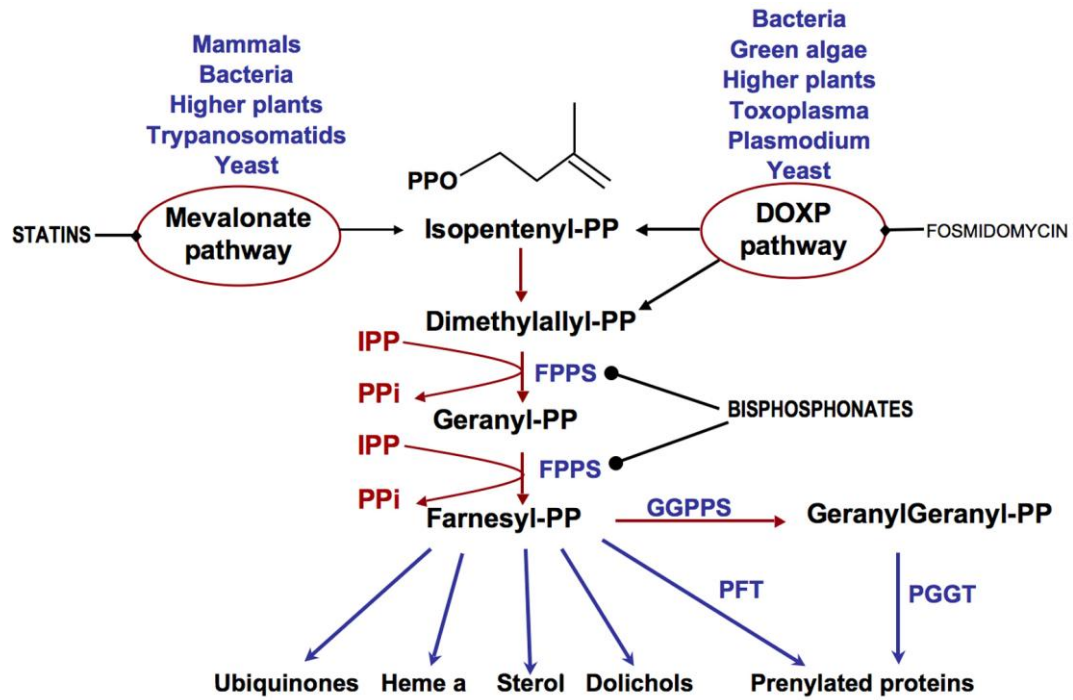 Mammals
Bacteria
Higher plants
Trypanosomatids
Yeast
Bacteria
Green algae
Higher plants
Toxoplasma
Plasmodium
Yeast
PPO
STATINS
Mevalonate
pathway
Isopentenyl-PP
DOXP
pathway
FOSMIDOMYCIN
Dimethylallyl-PP
IPP
FPPS
PPi
BISPHOSPHONATES
Geranyl-PP
IPP
FPPS
PPi
Farnesyl-PP
GGPPS
GeranylGeranyl-PP
PFT
PGGT
Ubiquinones
Heme a
Sterol
Dolichols
Prenylated proteins